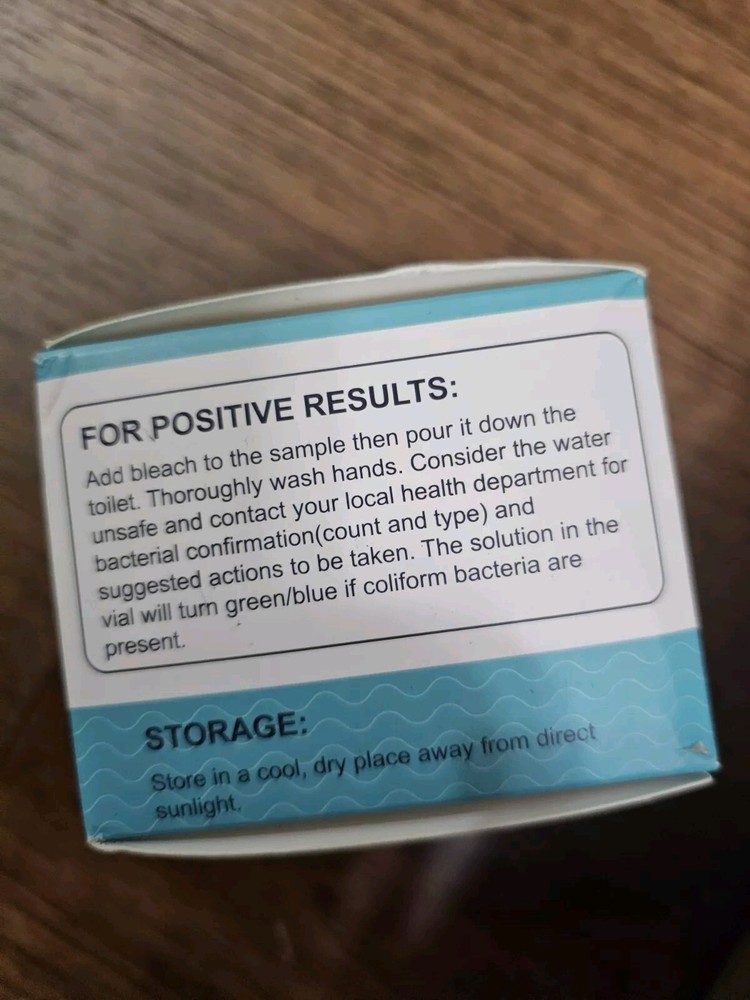 FOR POSITIVE RESULTS:
Add bleach to the sample then pour it down the
toilet. Thoroughly wash hands. Consider the water
unsafe and contact your local health department for
bacterial confirmation(count and type) and
suggested actions to be taken. The solution in the
vial will turn green/blue if coliform bacteria are
present.
STORAGE:
Store in a cool, dry place away from direct
sunlight.